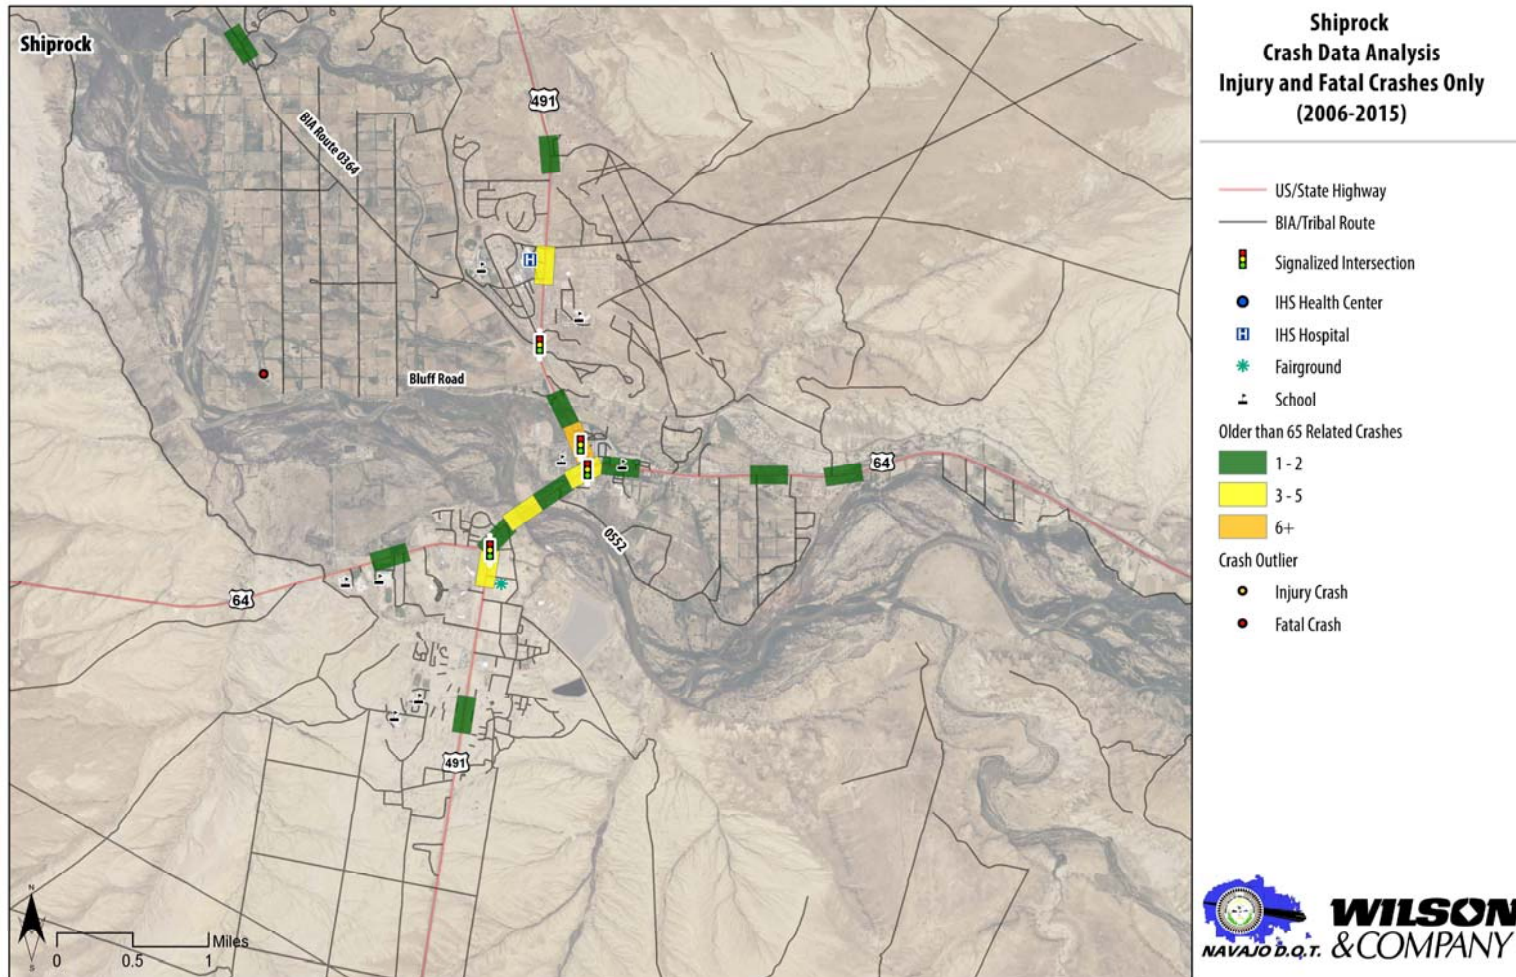 Shiprock
491
BIA Route 0364
H
Bluff Road
64
0552
64
491
N
S
Miles
0
0.5
1
Shiprock
Crash Data Analysis
Injury and Fatal Crashes Only
(2006-2015)
US/State Highway
BIA/Tribal Route
Signalized Intersection
IHS Health Center
H IHS Hospital
Fairground
School
Older than 65 Related Crashes
1 - 2
3 - 5
6+
Crash Outlier
Injury Crash
Fatal Crash
NAVAJO D.O.T.
WILSON
&COMPANY